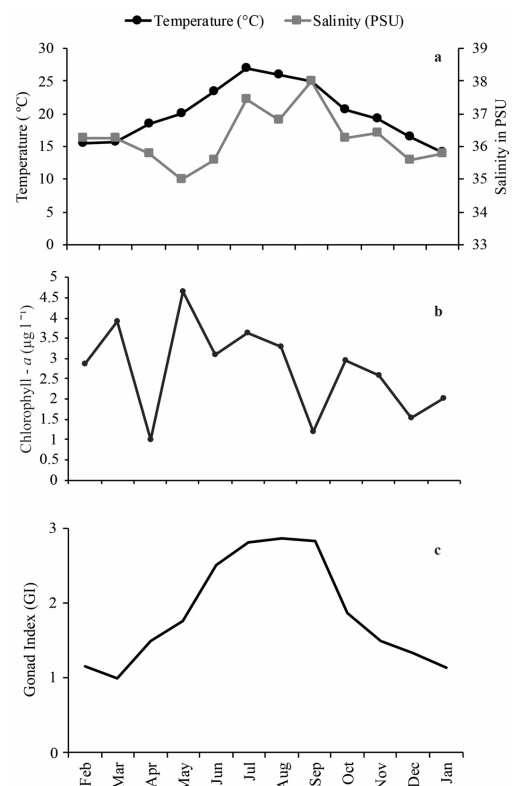 Temperature (°C) Salinity (PSU)
a
30
25
20
15
10
5
0
Temperature ( °C)
39
38
37
36
35
34
33
Salinity in PSU
b
5
4.5
4
3.5
3
2.5
2
1.5
1
0.5
0
Chlorophyll - a (µg l⁻¹)
c
3
2
1
0
Gonad Index (GI)
Feb
Mar
Apr
May
Jun
Jul
Aug
Sep
Oct
Nov
Dec
Jan